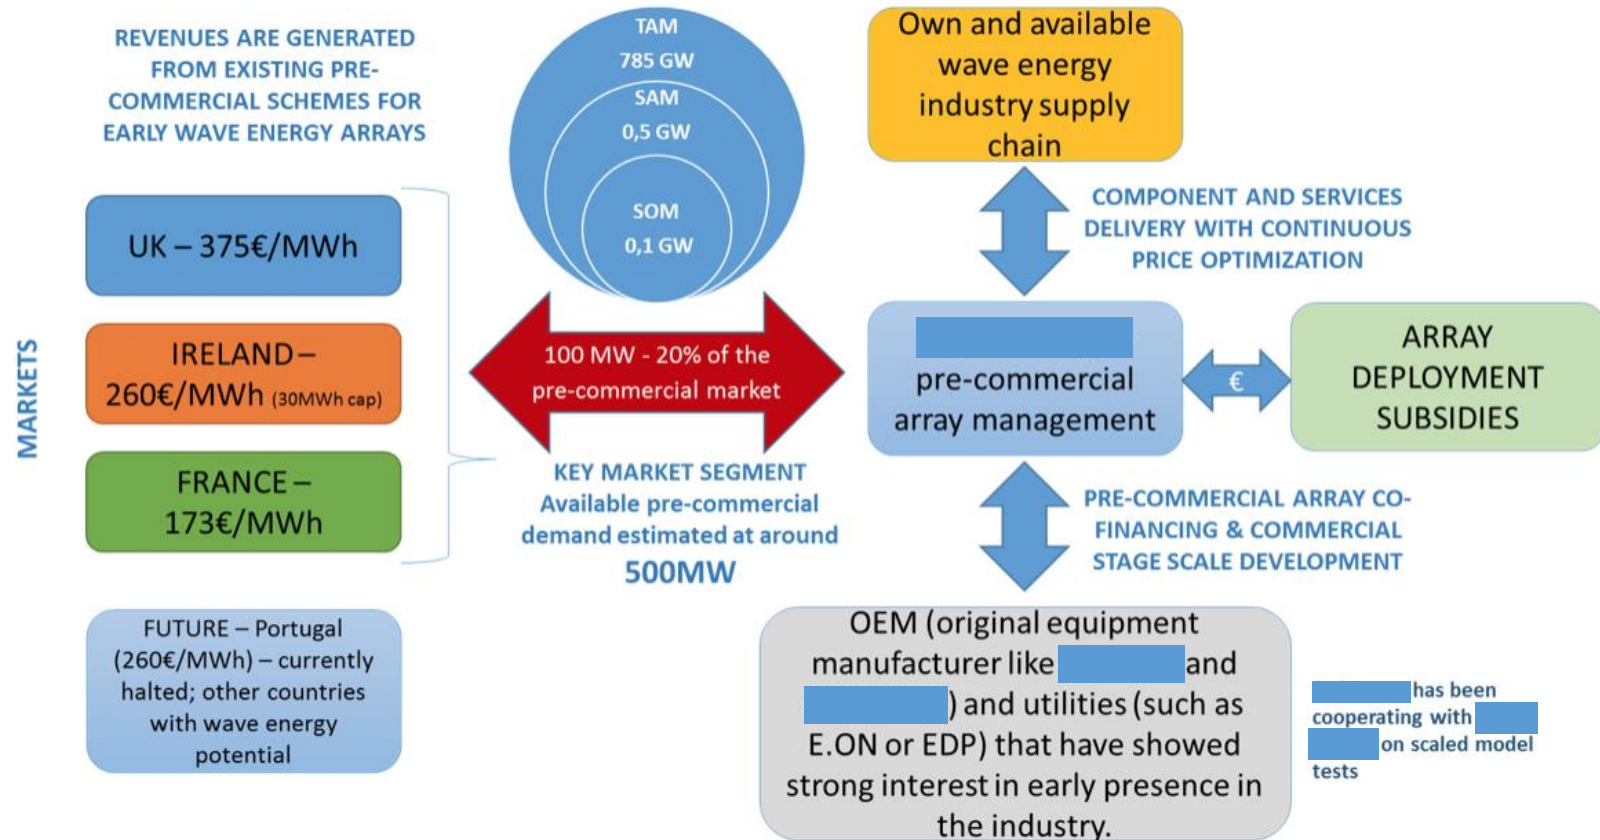 REVENUES ARE GENERATED
FROM EXISTING PRE-
COMMERCIAL SCHEMES FOR
EARLY WAVE ENERGY ARRAYS
MARKETS
UK – 375€/MWh
IRELAND –
260€/MWh (30MWh cap)
FRANCE –
173€/MWh
FUTURE – Portugal
(260€/MWh) – currently
halted; other countries
with wave energy
potential
TAM
785 GW
SAM
0,5 GW
SOM
0,1 GW
100 MW - 20% of the
pre-commercial market
KEY MARKET SEGMENT
Available pre-commercial
demand estimated at around
500MW
Own and available
wave energy
industry supply
chain
COMPONENT AND SERVICES
DELIVERY WITH CONTINUOUS
PRICE OPTIMIZATION
pre-commercial
array management
€
ARRAY
DEPLOYMENT
SUBSIDIES
PRE-COMMERCIAL ARRAY CO-
FINANCING & COMMERCIAL
STAGE SCALE DEVELOPMENT
OEM (original equipment
manufacturer like and
) and utilities (such as
E.ON or EDP) that have showed
strong interest in early presence in
the industry.
has been
cooperating with
on scaled model
tests